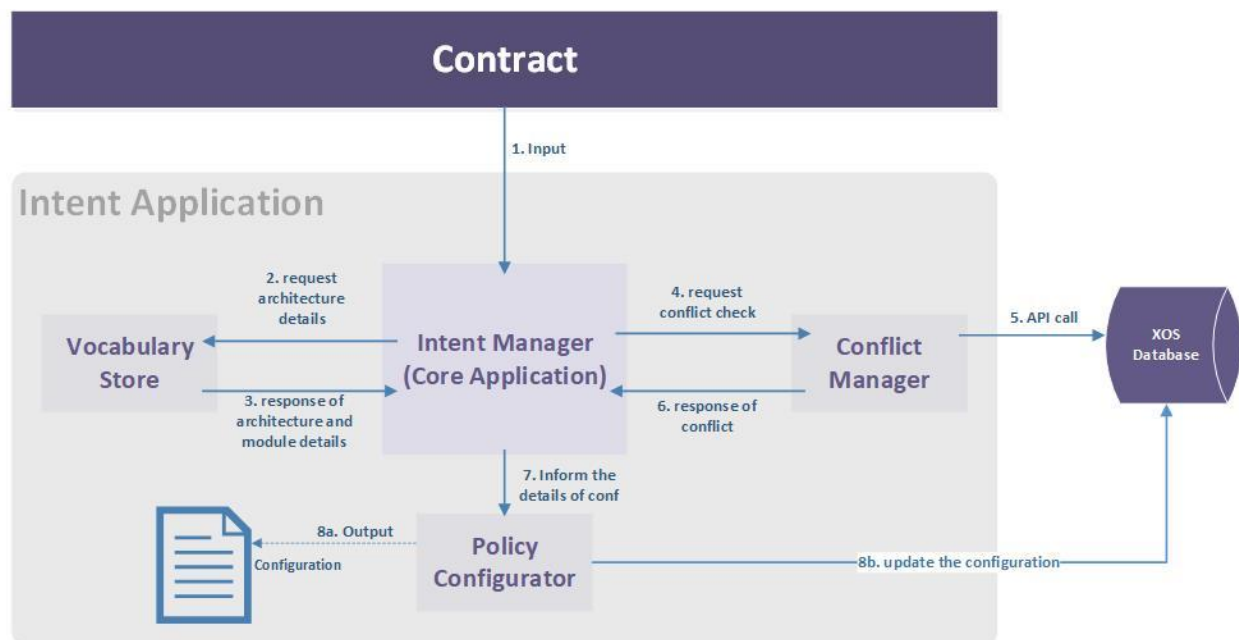 Contract
1. Input
Intent Application
2. request
architecture
details
4. request
conflict check
5. API call
Vocabulary
Store
Intent Manager
(Core Application)
Conflict
Manager
XOS
Database
3. response of
architecture and
module details
6. response of
conflict
7. Inform the
details of conf
8a. Output
Configuration
Policy
Configurator
8b. update the configuration